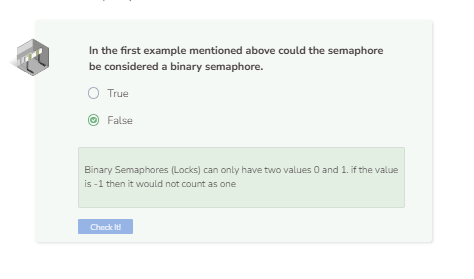 In the first example mentioned above could the semaphore
be considered a binary semaphore.
True
False
Binary Semaphores (Locks) can only have two values 0 and 1. if the value
is -1 then it would not count as one
Check It!